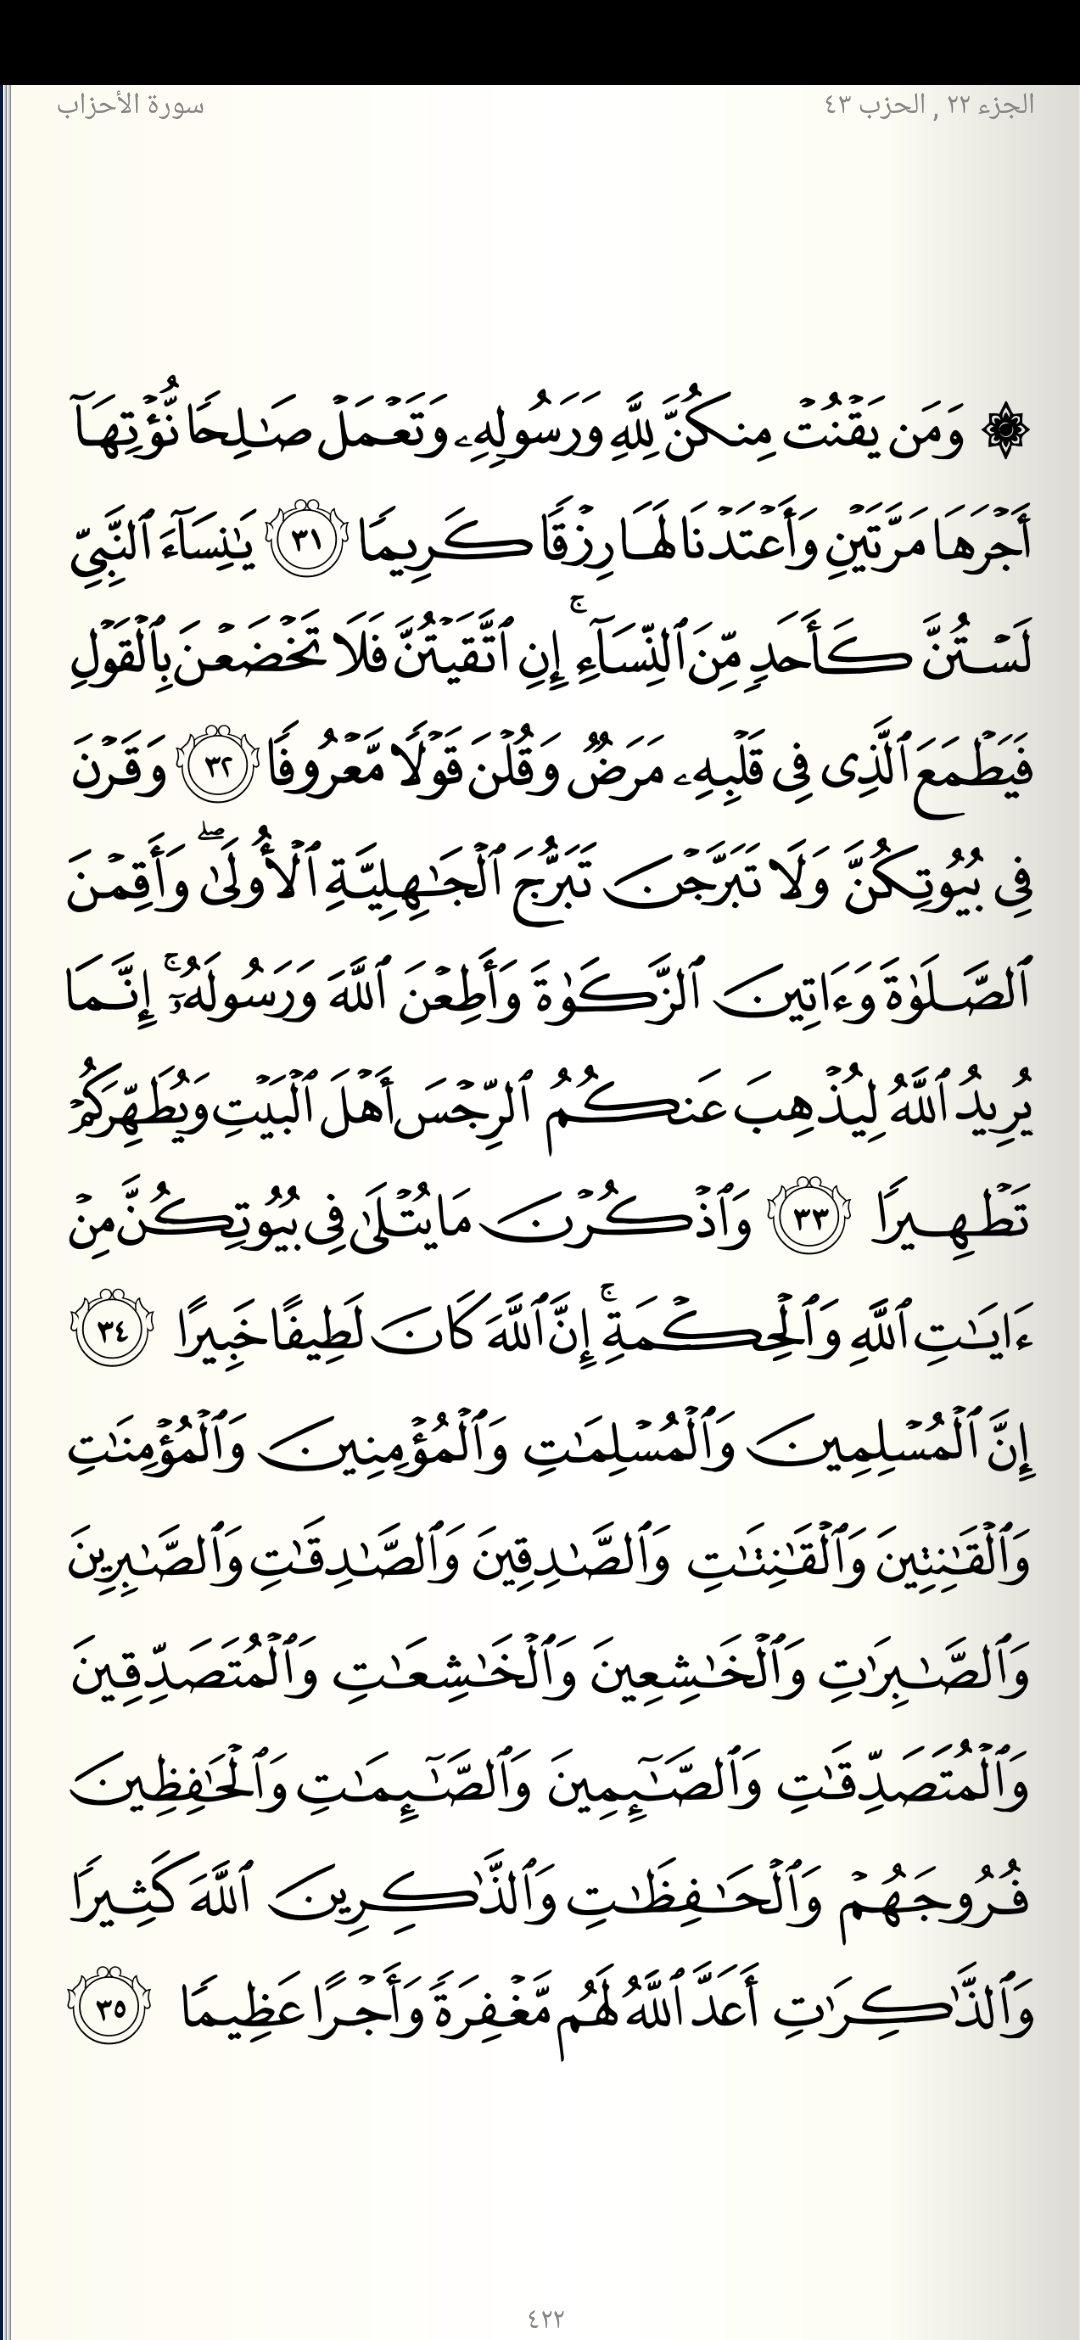 الجزء ٢٢ , الحزب ٤٣
سورة الأحزاب
۞ وَمَن يَقْنُتْ مِنكُنَّ لِلَّهِ وَرَسُولِهِۦ وَتَعْمَلْ صَـٰلِحًا نُّؤْتِهَآ
أَجْرَهَا مَرَّتَيْنِ وَأَعْتَدْنَا لَهَا رِزْقًا كَرِيمًا ٣١ يَـٰنِسَآءَ ٱلنَّبِيِّ
لَسْتُنَّ كَأَحَدٍ مِّنَ ٱلنِّسَآءِ ۚ إِنِ ٱتَّقَيْتُنَّ فَلَا تَخْضَعْنَ بِٱلْقَوْلِ
فَيَطْمَعَ ٱلَّذِى فِى قَلْبِهِۦ مَرَضٌ وَقُلْنَ قَوْلًا مَّعْرُوفًا ٣٢ وَقَرْنَ
فِى بُيُوتِكُنَّ وَلَا تَبَرَّجْنَ تَبَرُّجَ ٱلْجَـٰهِلِيَّةِ ٱلْأُولَىٰ ۖ وَأَقِمْنَ
ٱلصَّلَوٰةَ وَءَاتِينَ ٱلزَّكَوٰةَ وَأَطِعْنَ ٱللَّهَ وَرَسُولَهُۥٓ ۚ إِنَّمَا
يُرِيدُ ٱللَّهُ لِيُذْهِبَ عَنكُمُ ٱلرِّجْسَ أَهْلَ ٱلْبَيْتِ وَيُطَهِّرَكُمْ
تَطْهِيرًا ٣٣ وَٱذْكُرْنَ مَا يُتْلَىٰ فِى بُيُوتِكُنَّ مِنْ
ءَايَـٰتِ ٱللَّهِ وَٱلْحِكْمَةِ ۚ إِنَّ ٱللَّهَ كَانَ لَطِيفًا خَبِيرًا ٣٤
إِنَّ ٱلْمُسْلِمِينَ وَٱلْمُسْلِمَـٰتِ وَٱلْمُؤْمِنِينَ وَٱلْمُؤْمِنَـٰتِ
وَٱلْقَـٰنِتِينَ وَٱلْقَـٰنِتَـٰتِ وَٱلصَّـٰدِقِينَ وَٱلصَّـٰدِقَـٰتِ وَٱلصَّـٰبِرِينَ
وَٱلصَّـٰبِرَٰتِ وَٱلْخَـٰشِعِينَ وَٱلْخَـٰشِعَـٰتِ وَٱلْمُتَصَدِّقِينَ
وَٱلْمُتَصَدِّقَـٰتِ وَٱلصَّـٰٓئِمِينَ وَٱلصَّـٰٓئِمَـٰتِ وَٱلْحَـٰفِظِينَ
فُرُوجَهُمْ وَٱلْحَـٰفِظَـٰتِ وَٱلذَّٰكِرِينَ ٱللَّهَ كَثِيرًا
وَٱلذَّٰكِرَٰتِ أَعَدَّ ٱللَّهُ لَهُم مَّغْفِرَةً وَأَجْرًا عَظِيمًا ٣٥
٤٢٢